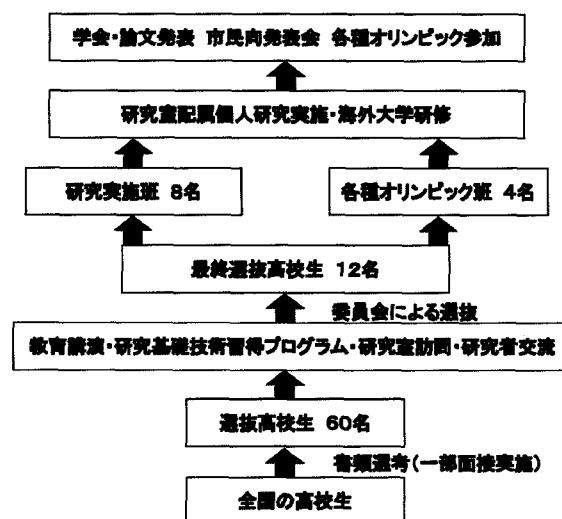 学会・論文発表 市民向発表会 各種オリンピック参加
研究室配属個人研究実施・海外大学研修
研究実施班 8名
各種オリンピック班 4名
最終選抜高校生 12名
委員会による選抜
教育講演・研究基礎技術習得プログラム・研究室訪問・研究者交流
選抜高校生 60名
書類選考(一部面接実施)
全国の高校生